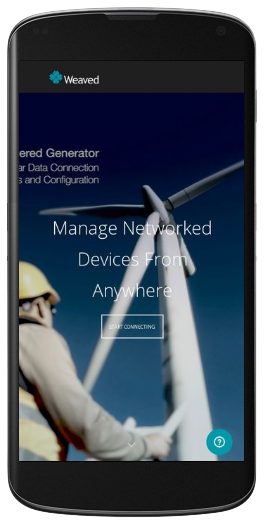 Weaved
ered Generator
ar Data Connection
s and Configuration
Manage Networked
Devices From
Anywhere
START CONNECTING
?